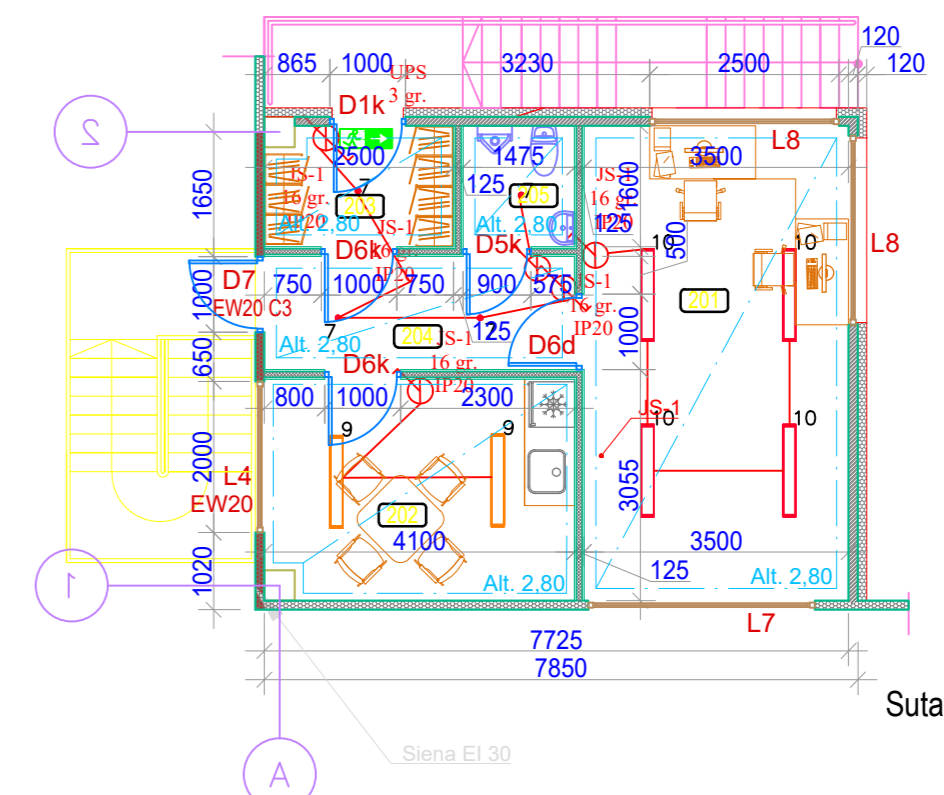 120
865 1000 3230 2500 120
UPS
3 gr.
D1k
2
L8
2500 1475 3500
JS-1
16 gr.
IP20
7
125
203
205
JS-1
16 gr.
IP20
1600
1650
Alt. 2,80
JS-1
16 gr.
IP20
125
D6k
D5k
10
10
500
L8
D7
EW20 C3
750 1000 750 900 575
JS-1
16 gr.
IP20
201
1000
7
204
125
1000
Alt. 2,80
JS-1
16 gr.
IP20
D6d
650
D6k
800 1000 2300
JS-1
10
10
9
9
2000
L4
EW20
3055
202
4100
3500
1020
1
Alt. 2,80
125
Alt. 2,80
L7
7725
7850
Suta
Siena EI 30
A